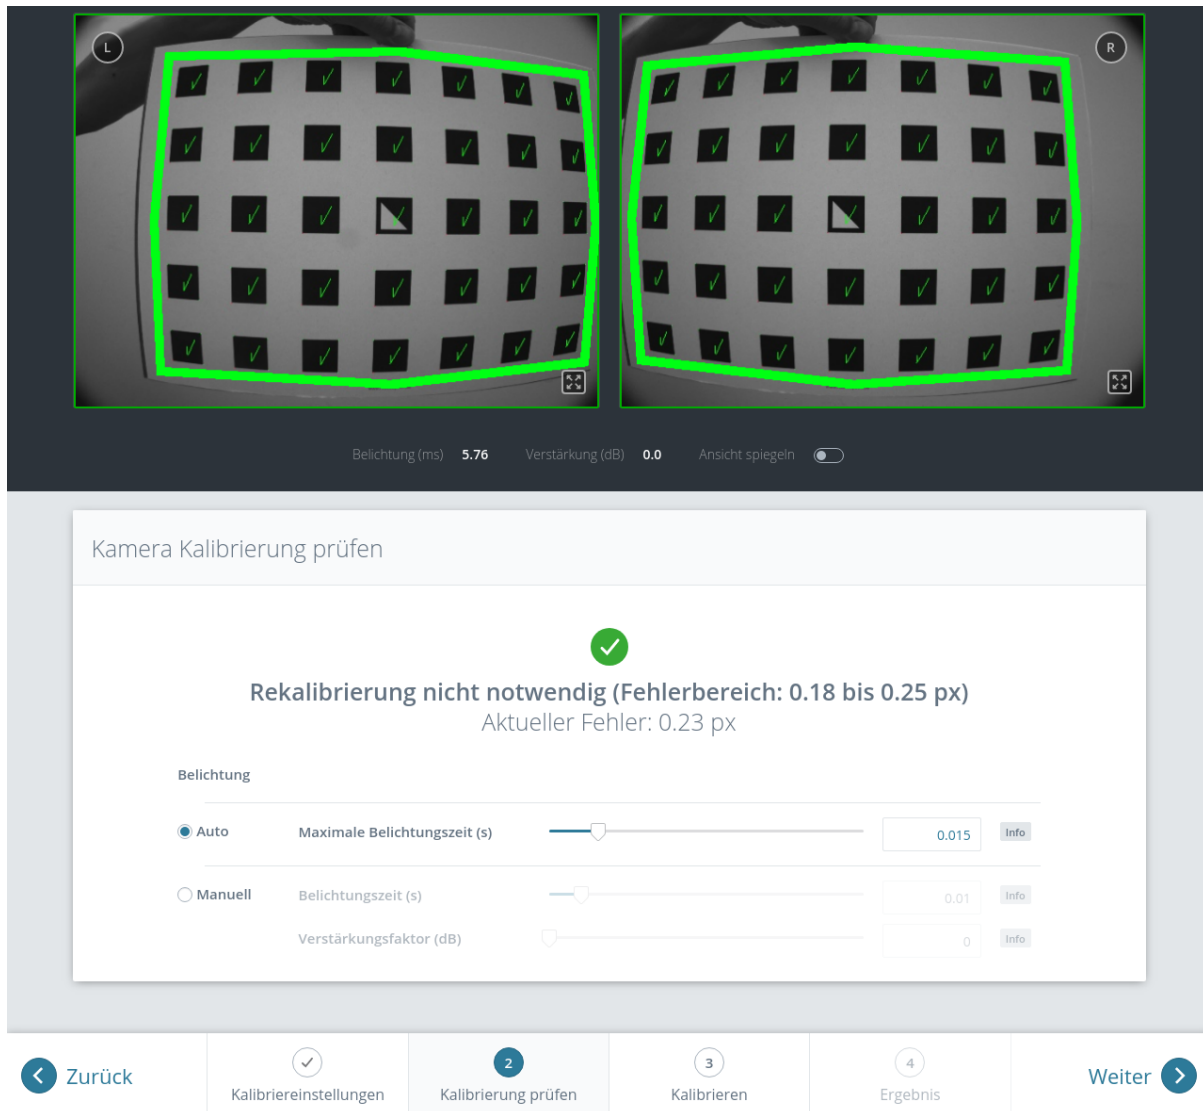 L
R
Belichtung (ms) 5.76 Verstärkung (dB) 0.0 Ansicht spiegeln
Kamera Kalibrierung prüfen
Rekalibrierung nicht notwendig (Fehlerbereich: 0.18 bis 0.25 px)
Aktueller Fehler: 0.23 px
Belichtung
Auto Maximale Belichtungszeit (s) 0.015 Info
Manuell Belichtungszeit (s) 0.01 Info
Verstärkungsfaktor (dB) 0 Info
Zurück
Kalibriereinstellungen
2
Kalibrierung prüfen
3
Kalibrieren
4
Ergebnis
Weiter